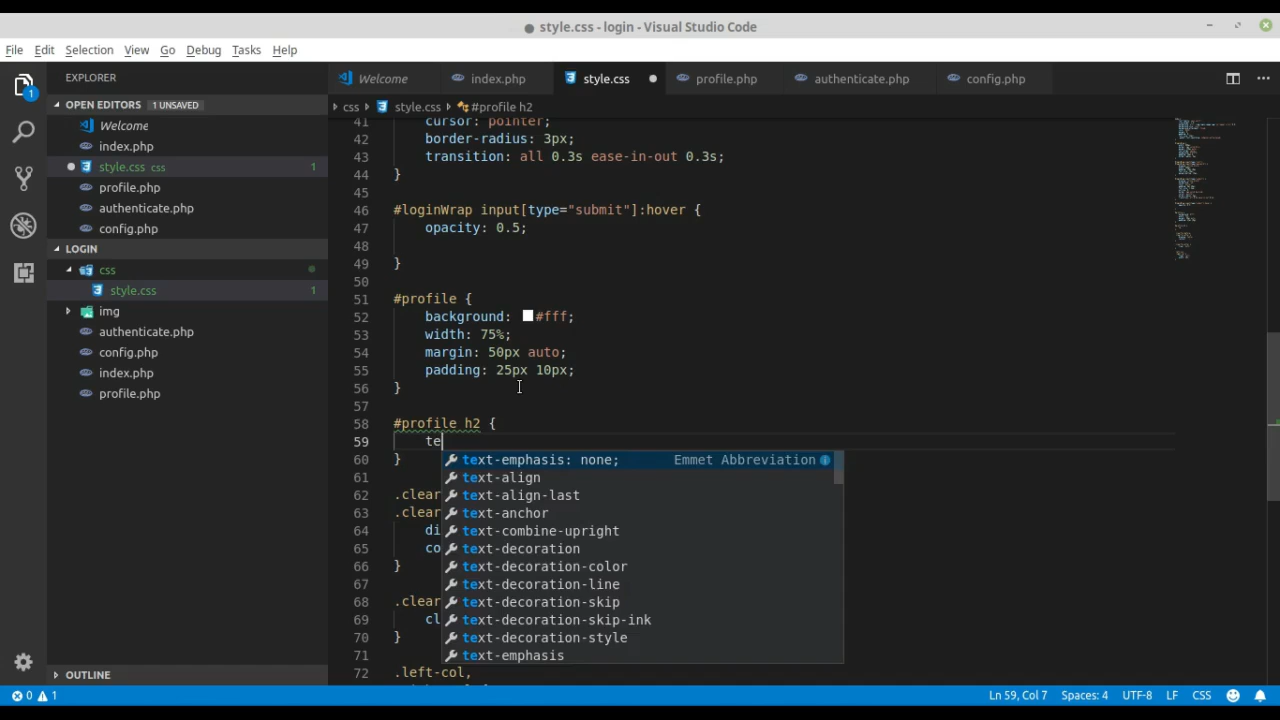 style.css - login - Visual Studio Code
File Edit Selection View Go Debug Tasks Help
EXPLORER
Welcome index.php style.css profile.php authenticate.php config.php
OPEN EDITORS 1 UNSAVED
Welcome
index.php
style.css css 1
profile.php
authenticate.php
config.php
LOGIN
css
style.css 1
img
authenticate.php
config.php
index.php
profile.php
OUTLINE
1
css style.css #profile h2
41 cursor: pointer;
42 border-radius: 3px;
43 transition: all 0.3s ease-in-out 0.3s;
44 }
45
46 #loginWrap input[type="submit"]:hover {
47 opacity: 0.5;
48
49 }
50
51 #profile {
52 background: #fff;
53 width: 75%;
54 margin: 50px auto;
55 padding: 25px 10px;
56 }
57
58 #profile h2 {
59 te
60 }
61
62 .clear
63 .clear
64 di
65 co
66 }
67
68 .clear
69 cl
70 }
71
72 .left-col,
text-emphasis: none; Emmet Abbreviation
text-align
text-align-last
text-anchor
text-combine-upright
text-decoration
text-decoration-color
text-decoration-line
text-decoration-skip
text-decoration-skip-ink
text-decoration-style
text-emphasis
0 1 Ln 59, Col 7 Spaces: 4 UTF-8 LF CSS